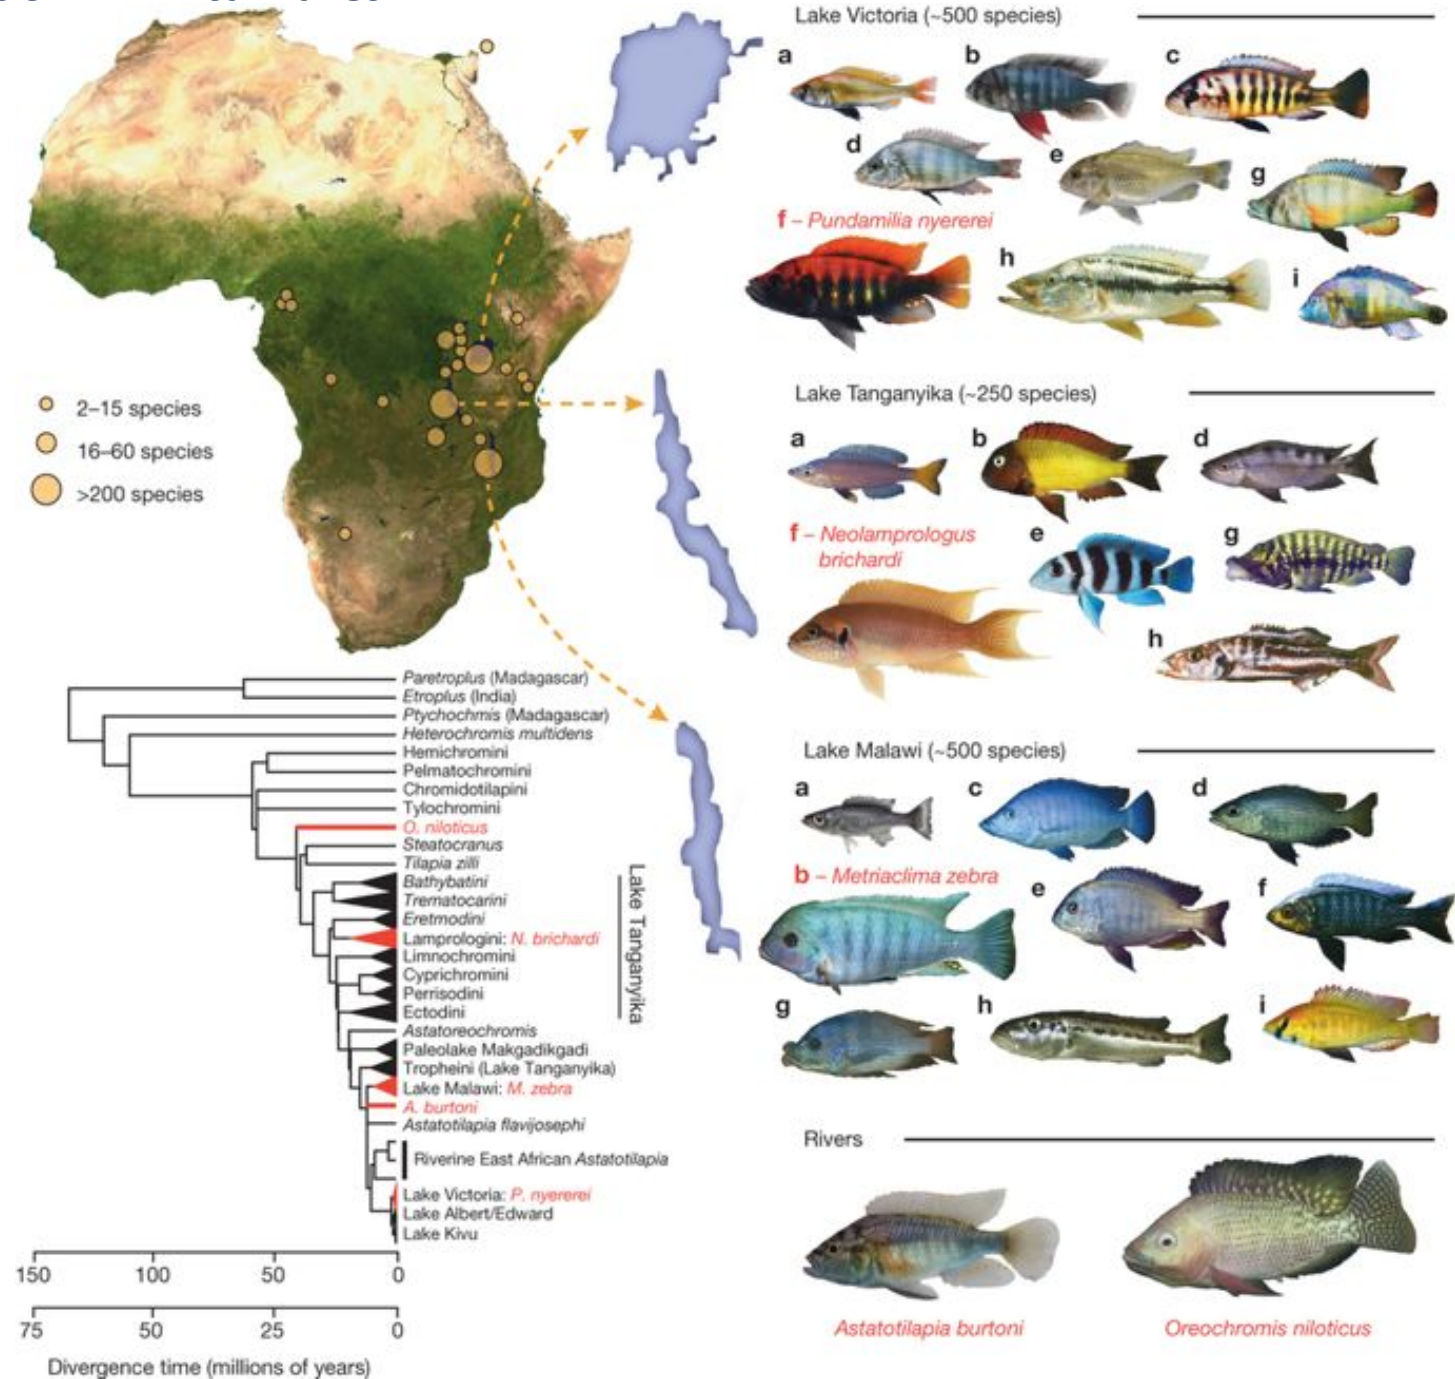 Lake Victoria (~500 species)
a
b
c
d
e
g
f – Pundamilia nyererei
h
i
2–15 species
16–60 species
>200 species
Lake Tanganyika (~250 species)
a
b
d
f – Neolamprologus
brichardi
e
g
h
Lake Malawi (~500 species)
a
c
d
b – Metriaclima zebra
e
f
g
h
i
Rivers
Astatotilapia burtoni
Oreochromis niloticus
Paretroplus (Madagascar)
Etroplus (India)
Ptychochmis (Madagascar)
Heterochromis multidens
Hemichromini
Pelmatochromini
Chromidotilapini
Tylochromini
O. niloticus
Steatocranus
Tilapia zilli
Bathybatini
Trematocarini
Eretmodini
Lamprologini: N. brichardi
Limnochromini
Cyprichromini
Perrisodini
Ectodini
Lake Tanganyika
Astatoreochromis
Paleolake Makgadikgadi
Tropheini (Lake Tanganyika)
Lake Malawi: M. zebra
A. burtoni
Astatotilapia flavijosephi
Riverine East African Astatotilapia
Lake Victoria: P. nyererei
Lake Albert/Edward
Lake Kivu
150 100 50 0
75 50 25 0
Divergence time (millions of years)